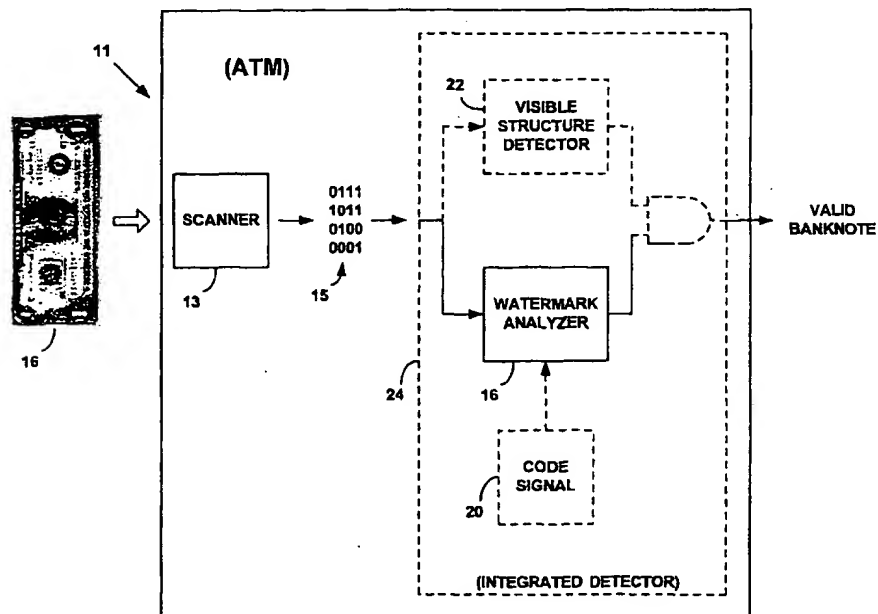 11
(ATM)
22
VISIBLE
STRUCTURE
DETECTOR
SCANNER
13
0111
1011
0100
0001
15
VALID
BANKNOTE
WATERMARK
ANALYZER
16
24
16
CODE
SIGNAL
20
(INTEGRATED DETECTOR)